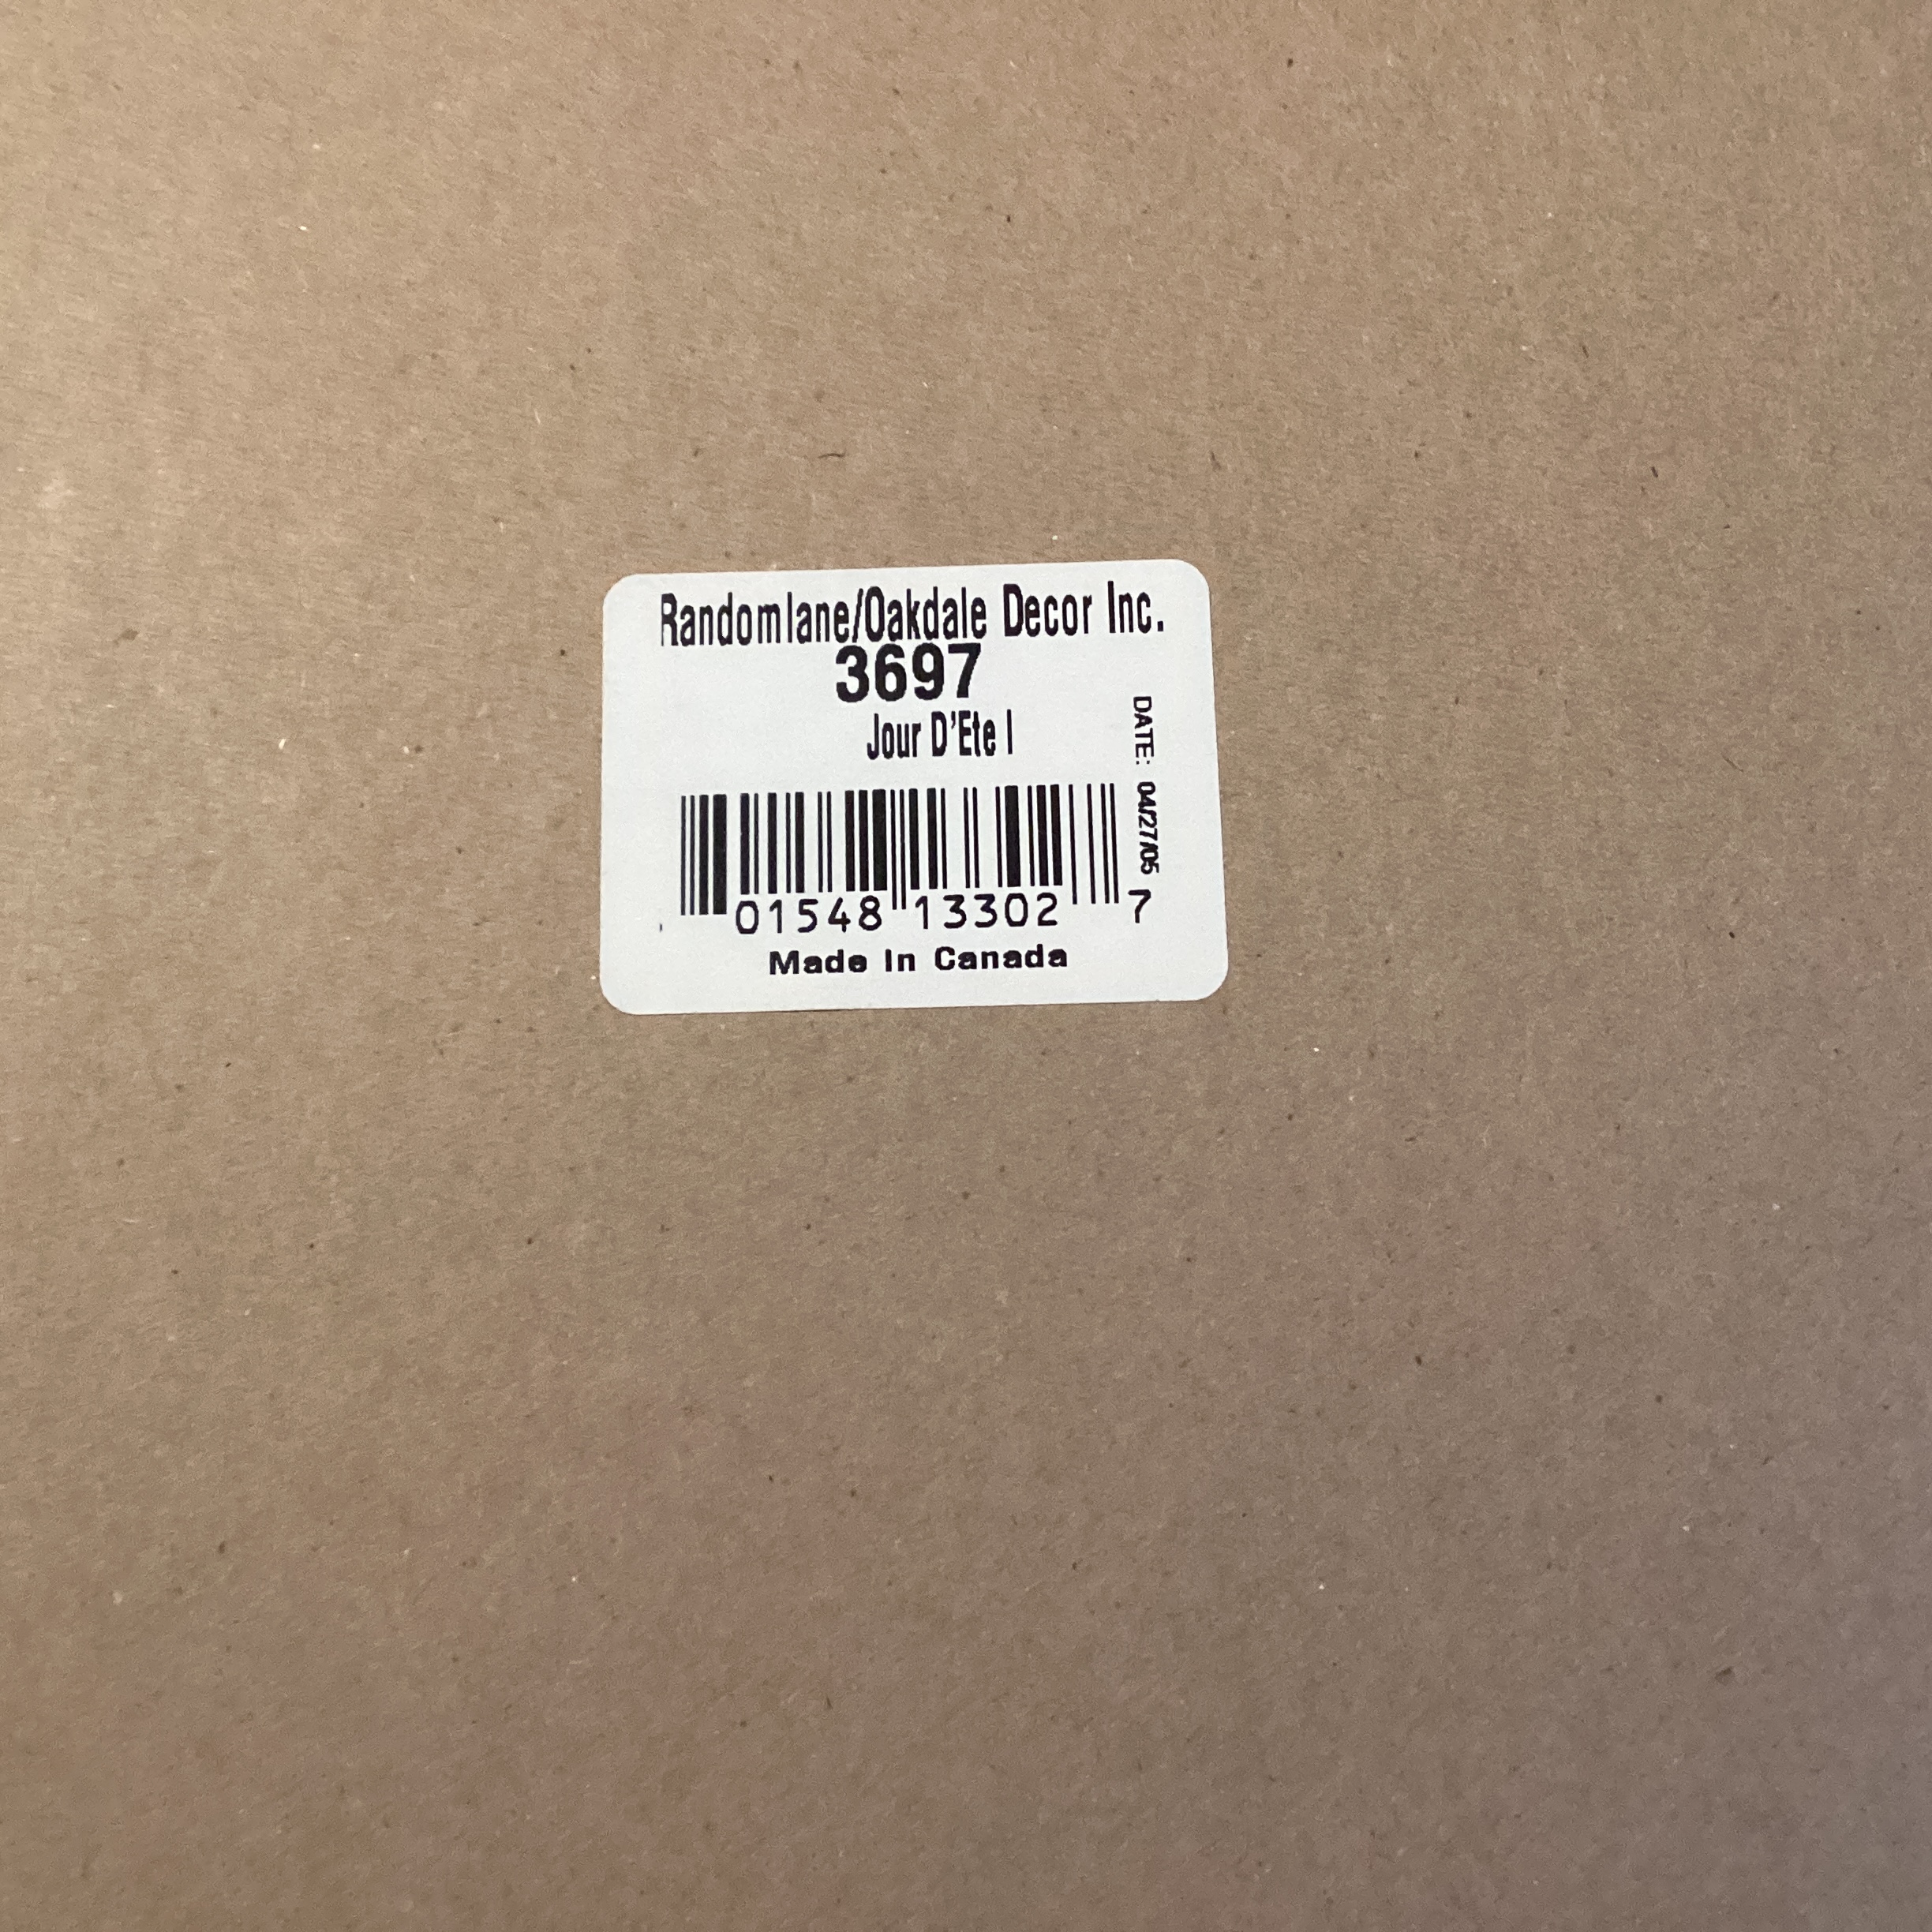 Randomlane/Oakdale Decor Inc.
3697
Jour D'Ete I
DATE: 04/27/05
01548 13302 7
Made In Canada